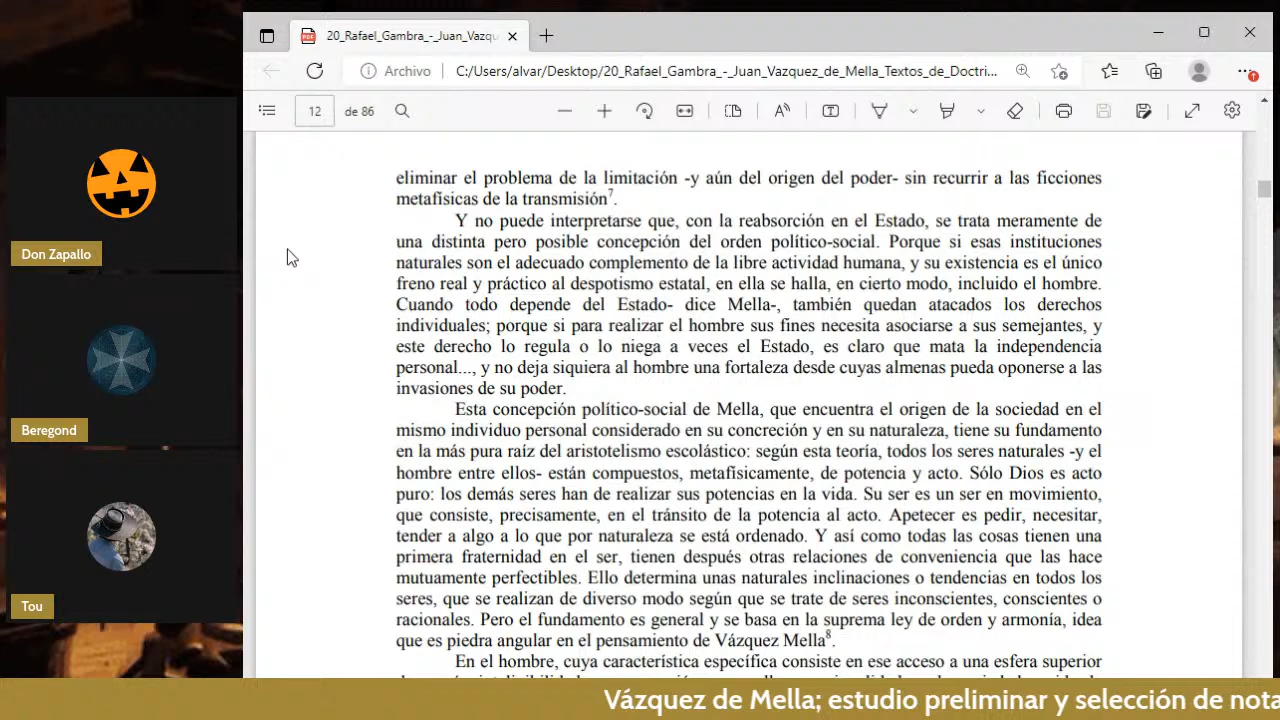 20_Rafael_Gambra_-_Juan_Vazqu
Archivo
C:/Users/alvar/Desktop/20_Rafael_Gambra_-_Juan_Vazquez_de_Mella_Textos_de_Doctri...
12 de 86
eliminar el problema de la limitación -y aún del origen del poder- sin recurrir a las ficciones
metafísicas de la transmisión7.
Y no puede interpretarse que, con la reabsorción en el Estado, se trata meramente de
una distinta pero posible concepción del orden político-social. Porque si esas instituciones
naturales son el adecuado complemento de la libre actividad humana, y su existencia es el único
freno real y práctico al despotismo estatal, en ella se halla, en cierto modo, incluido el hombre.
Cuando todo depende del Estado- dice Mella-, también quedan atacados los derechos
individuales; porque si para realizar el hombre sus fines necesita asociarse a sus semejantes, y
este derecho lo regula o lo niega a veces el Estado, es claro que mata la independencia
personal..., y no deja siquiera al hombre una fortaleza desde cuyas almenas pueda oponerse a las
invasiones de su poder.
Esta concepción político-social de Mella, que encuentra el origen de la sociedad en el
mismo individuo personal considerado en su concreción y en su naturaleza, tiene su fundamento
en la más pura raíz del aristotelismo escolástico: según esta teoría, todos los seres naturales -y el
hombre entre ellos- están compuestos, metafísicamente, de potencia y acto. Sólo Dios es acto
puro: los demás seres han de realizar sus potencias en la vida. Su ser es un ser en movimiento,
que consiste, precisamente, en el tránsito de la potencia al acto. Apetecer es pedir, necesitar,
tender a algo a lo que por naturaleza se está ordenado. Y así como todas las cosas tienen una
primera fraternidad en el ser, tienen después otras relaciones de conveniencia que las hace
mutuamente perfectibles. Ello determina unas naturales inclinaciones o tendencias en todos los
seres, que se realizan de diverso modo según que se trate de seres inconscientes, conscientes o
racionales. Pero el fundamento es general y se basa en la suprema ley de orden y armonía, idea
que es piedra angular en el pensamiento de Vázquez Mella8.
En el hombre, cuya característica específica consiste en ese acceso a una esfera superior
Don Zapallo
Beregond
Tou
Vázquez de Mella; estudio preliminar y selección de nota